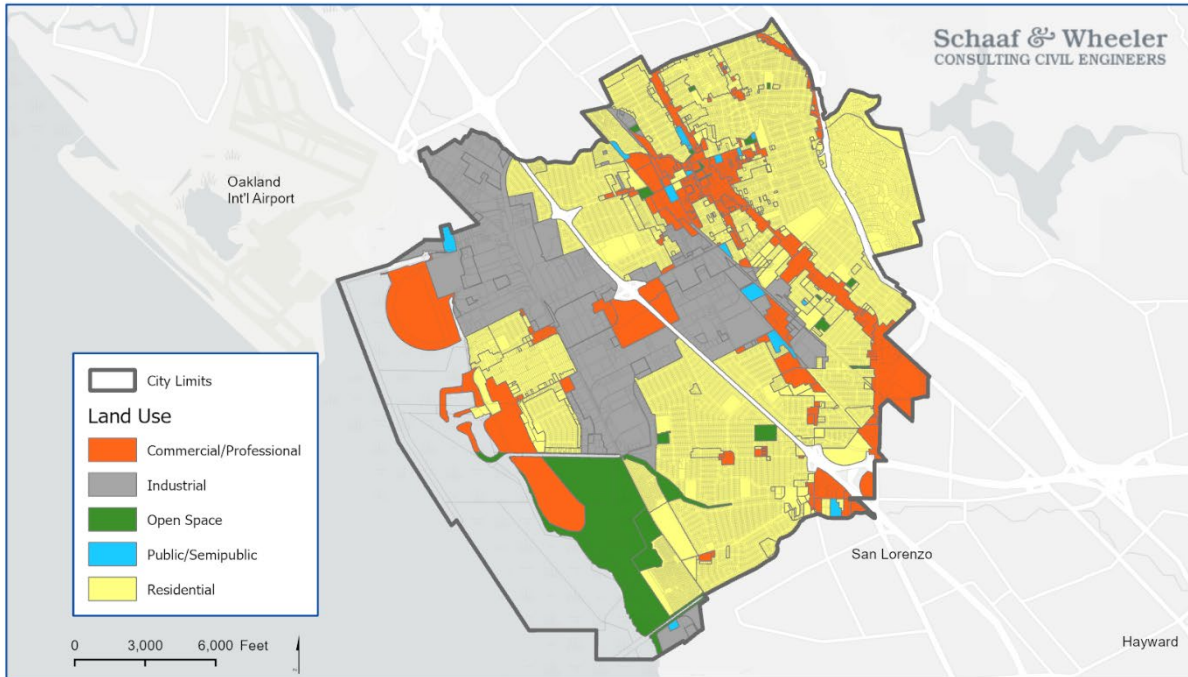 Schaaf & Wheeler
CONSULTING CIVIL ENGINEERS
Oakland
Int'l Airport
City Limits
Land Use
Commercial/Professional
Industrial
Open Space
Public/Semipublic
Residential
0 3,000 6,000 Feet
San Lorenzo
Hayward